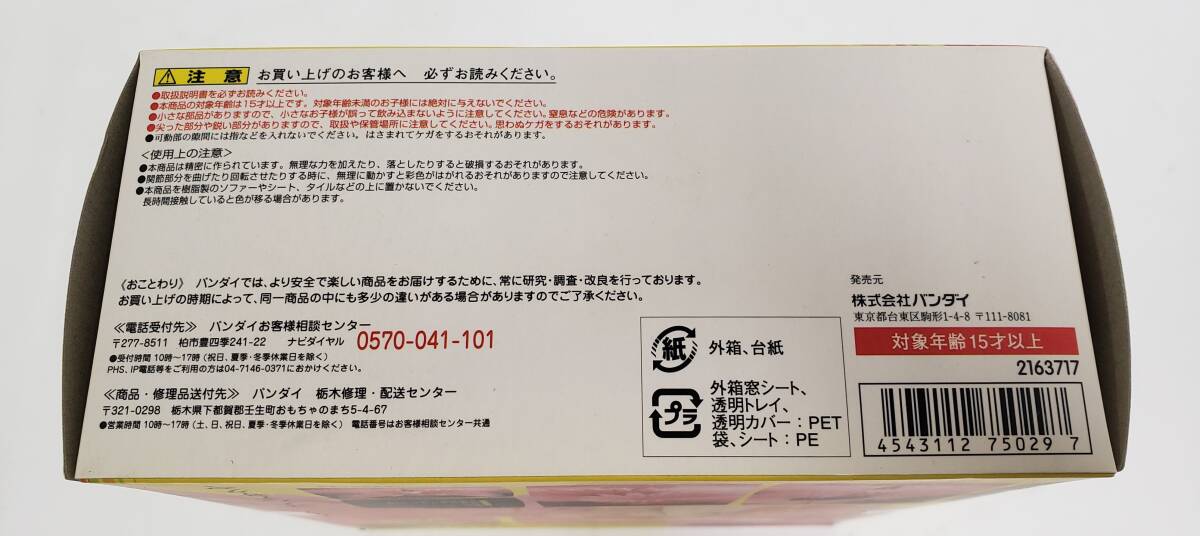 注意 お買い上げのお客様へ 必ずお読みください。
●取扱説明書を必ずお読みください。
●本商品の対象年齢は15才以上です。対象年齢未満のお子様には絶対に与えないでください。
●小さな部品がありますので、小さなお子様が誤って飲み込まないように注意してください。窒息などの危険があります。
●尖った部分や鋭い部分がありますので、取扱や保管場所に注意してください。思わぬケガをするおそれがあります。
●可動部の隙間には指などを入れないでください。はさまれてケガをするおそれがあります。
＜使用上の注意＞
●本商品は精密に作られています。無理な力を加えたり、落としたりすると破損するおそれがあります。
●関節部分を曲げたり回転させたりする時に、無理に動かすと彩色がはがれるおそれがありますので注意してください。
●本商品を樹脂製のソファーやシート、タイルなどの上に置かないでください。
長時間接触していると色が移る場合があります。
《おことわり》 バンダイでは、より安全で楽しい商品をお届けするために、常に研究・調査・改良を行っております。
お買い上げの時期によって、同一商品の中にも多少の違いがある場合がありますのでご了承ください。
≪電話受付先≫ バンダイお客様相談センター
〒277-8511 柏市豊四季241-22 ナビダイヤル 0570-041-101
●受付時間 10時〜17時 (祝日、夏季・冬季休業日を除く)
PHS、IP電話等をご利用の方は04-7146-0371におかけください。
≪商品・修理品送付先≫ バンダイ 栃木修理・配送センター
〒321-0298 栃木県下都賀郡壬生町おもちゃのまち5-4-67
●営業時間 10時〜17時 (土、日、祝日、夏季・冬季休業日を除く) 電話番号はお客様相談センター共通
紙 外箱、台紙
プラ 外箱窓シート、
透明トレイ、
透明カバー：PET
袋、シート：PE
発売元
株式会社バンダイ
東京都台東区駒形1-4-8 〒111-8081
対象年齢15才以上
2163717
4543112 750297